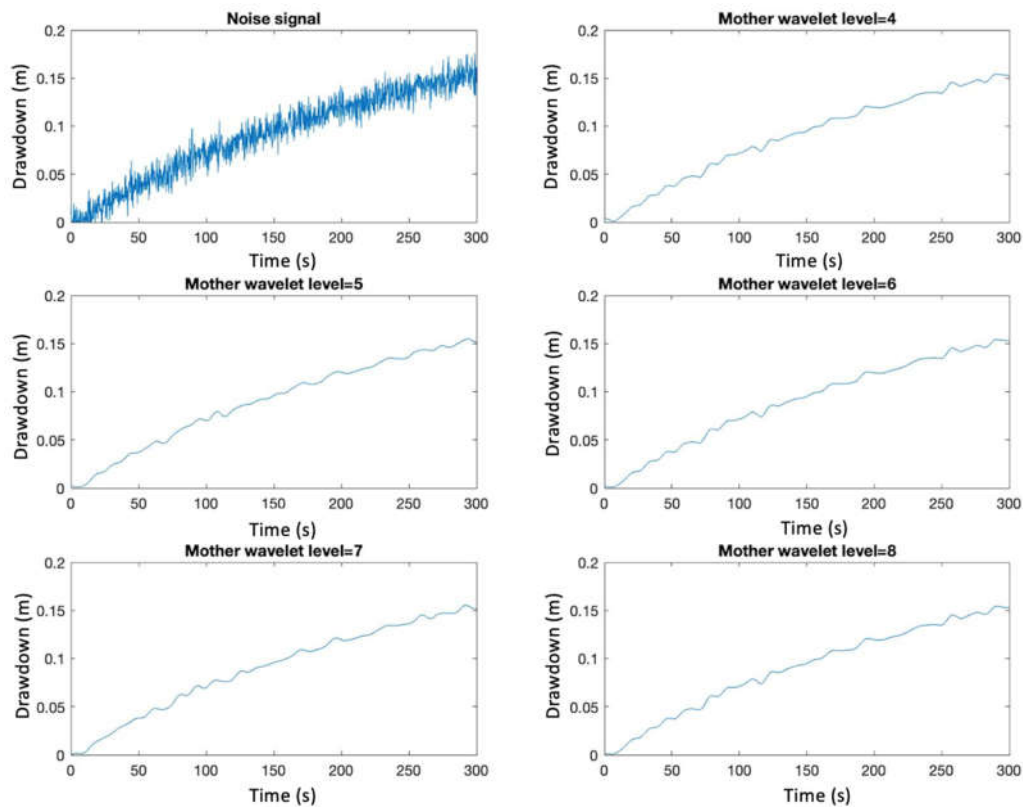 Noise signal
Drawdown (m)
0.2
0.15
0.1
0.05
0
0 50 100 150 200 250 300
Time (s)
Mother wavelet level=4
Drawdown (m)
0.2
0.15
0.1
0.05
0
0 50 100 150 200 250 300
Time (s)
Mother wavelet level=5
Drawdown (m)
0.2
0.15
0.1
0.05
0
0 50 100 150 200 250 300
Time (s)
Mother wavelet level=6
Drawdown (m)
0.2
0.15
0.1
0.05
0
0 50 100 150 200 250 300
Time (s)
Mother wavelet level=7
Drawdown (m)
0.2
0.15
0.1
0.05
0
0 50 100 150 200 250 300
Time (s)
Mother wavelet level=8
Drawdown (m)
0.2
0.15
0.1
0.05
0
0 50 100 150 200 250 300
Time (s)